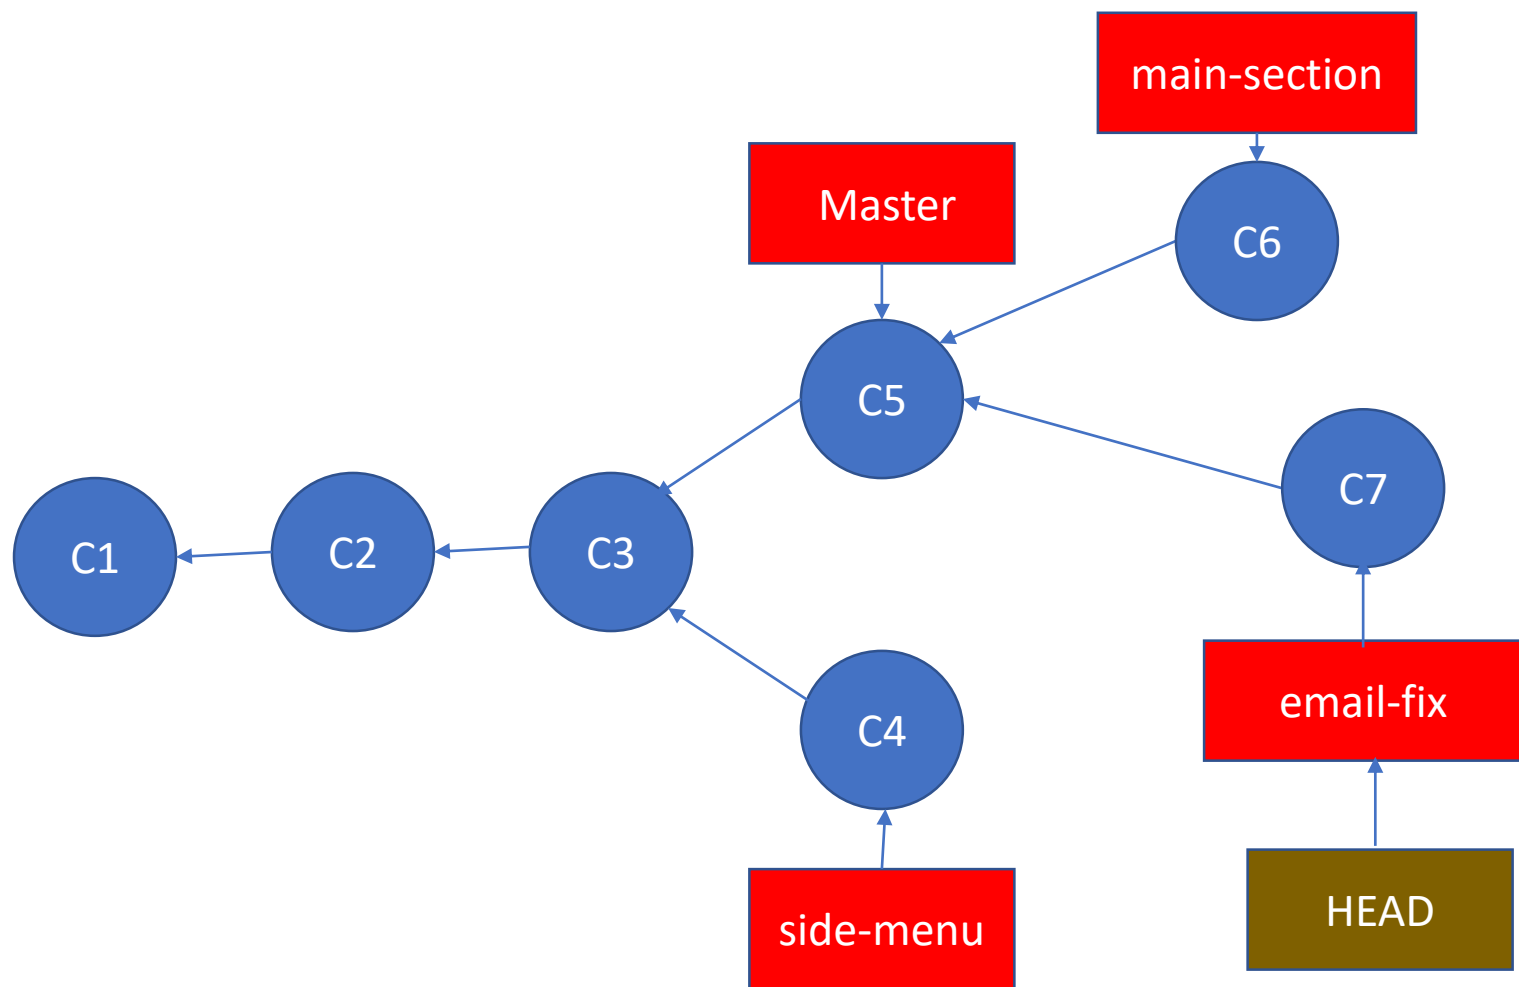 main-section
Master
C6
C5
C7
C1
C2
C3
C4
email-fix
side-menu
HEAD